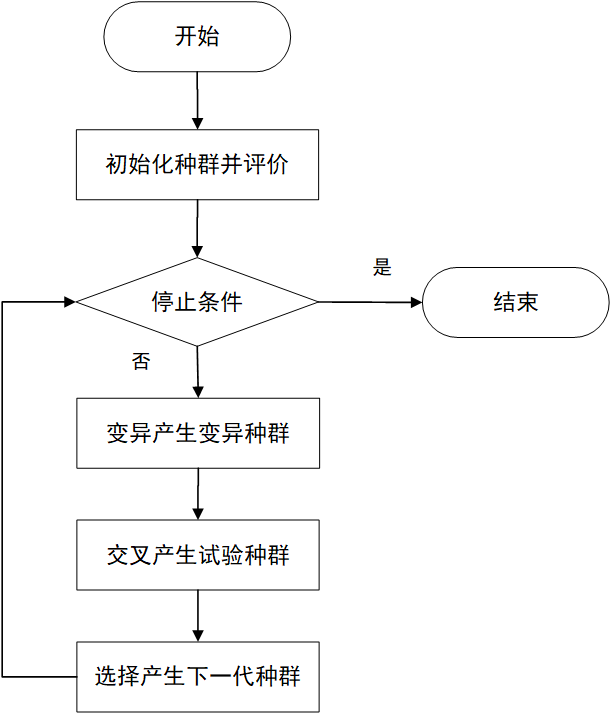 开始
初始化种群并评价
停止条件
是
结束
否
变异产生变异种群
交叉产生试验种群
选择产生下一代种群